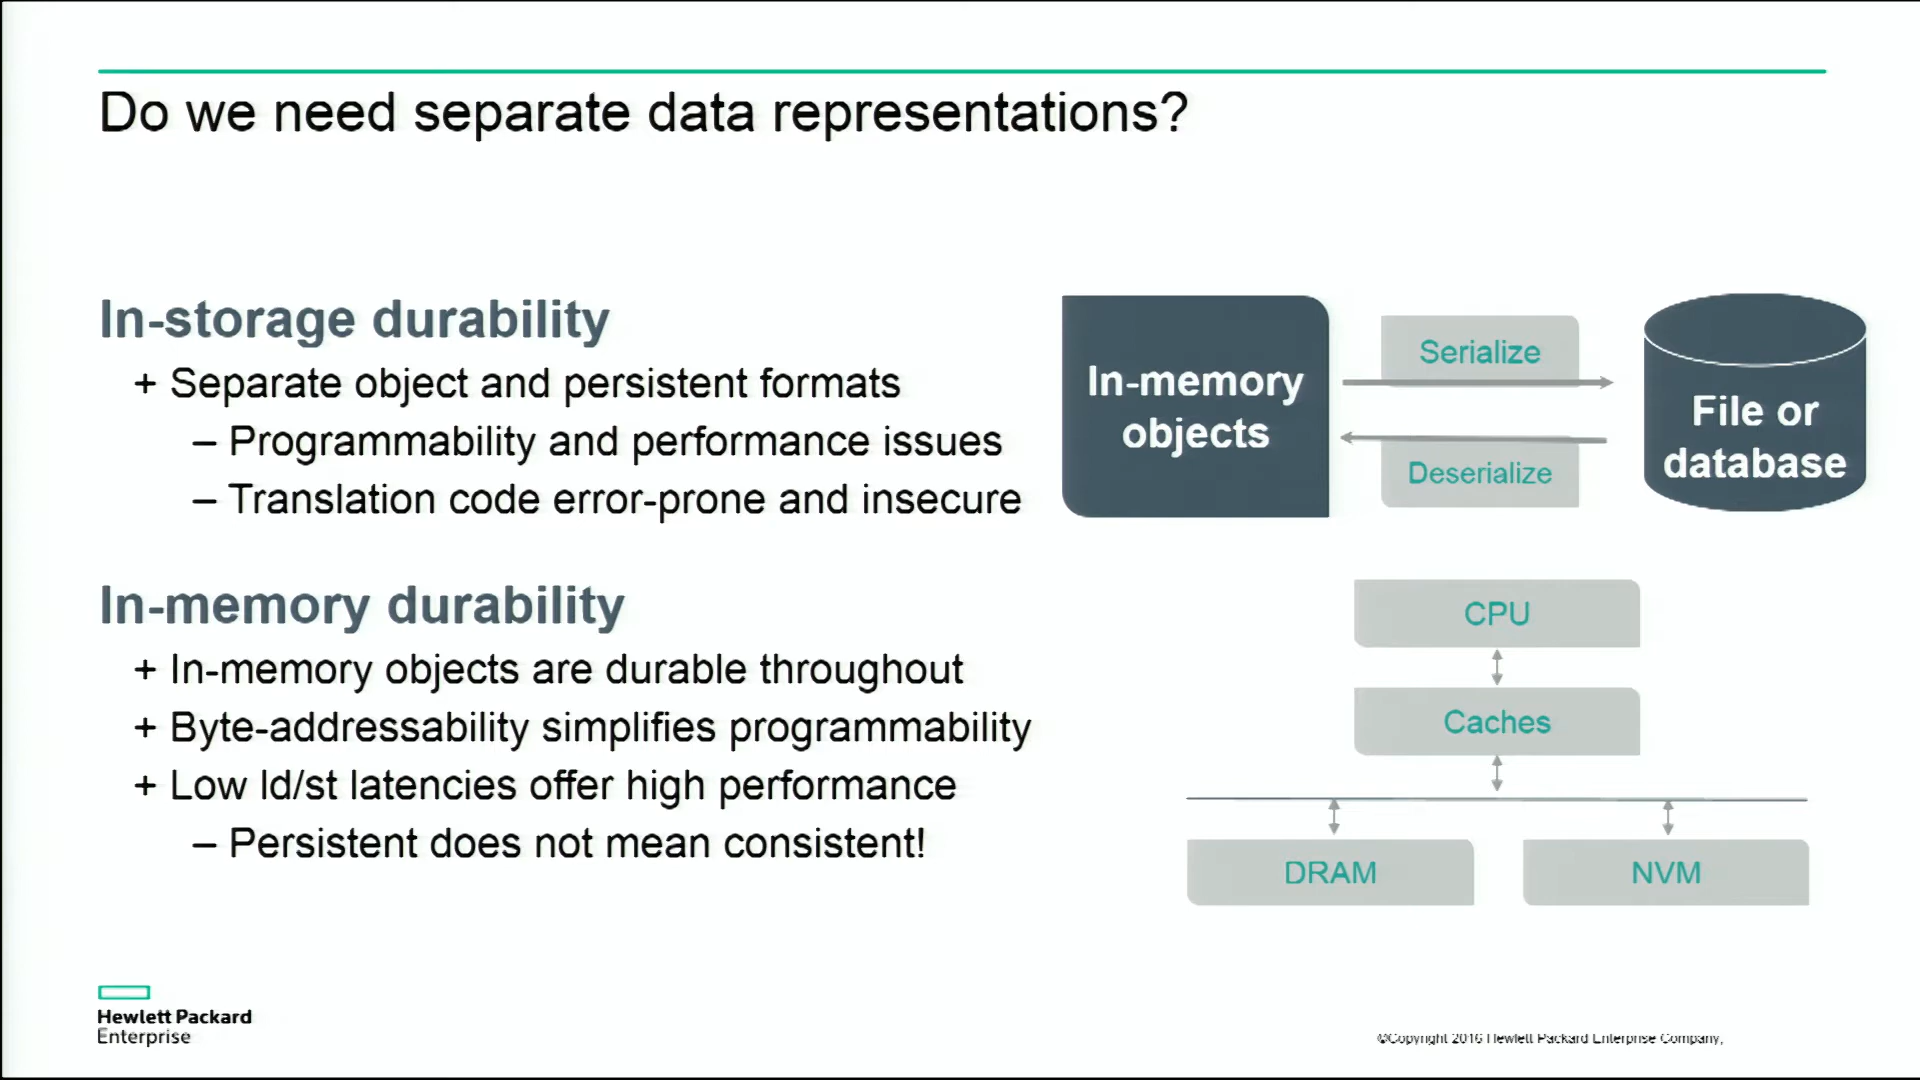 Do we need separate data representations?
In-storage durability
+ Separate object and persistent formats
– Programmability and performance issues
– Translation code error-prone and insecure
In-memory durability
+ In-memory objects are durable throughout
+ Byte-addressability simplifies programmability
+ Low ld/st latencies offer high performance
– Persistent does not mean consistent!
In-memory
objects
Serialize
Deserialize
File or
database
CPU
Caches
DRAM
NVM
Hewlett Packard
Enterprise
©Copyright 2016 Hewlett Packard Enterprise Company,